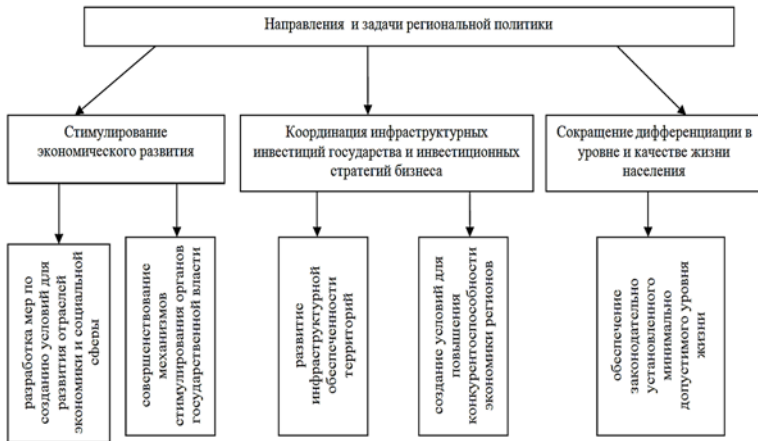 Направления и задачи региональной политики
Стимулирование
экономического развития
Координация инфраструктурных
инвестиций государства и инвестиционных
стратегий бизнеса
Сокращение дифференциации в
уровне и качестве жизни
населения
разработка мер по
созданию условий для
развития отраслей
экономики и социальной
сферы
совершенствование
механизмов
стимулирования органов
государственной власти
развитие
инфраструктурной
обеспеченности
территорий
создание условий для
повышения
конкурентоспособности
экономики регионов
обеспечение
законодательно
установленного
минимально
допустимого уровня
жизни